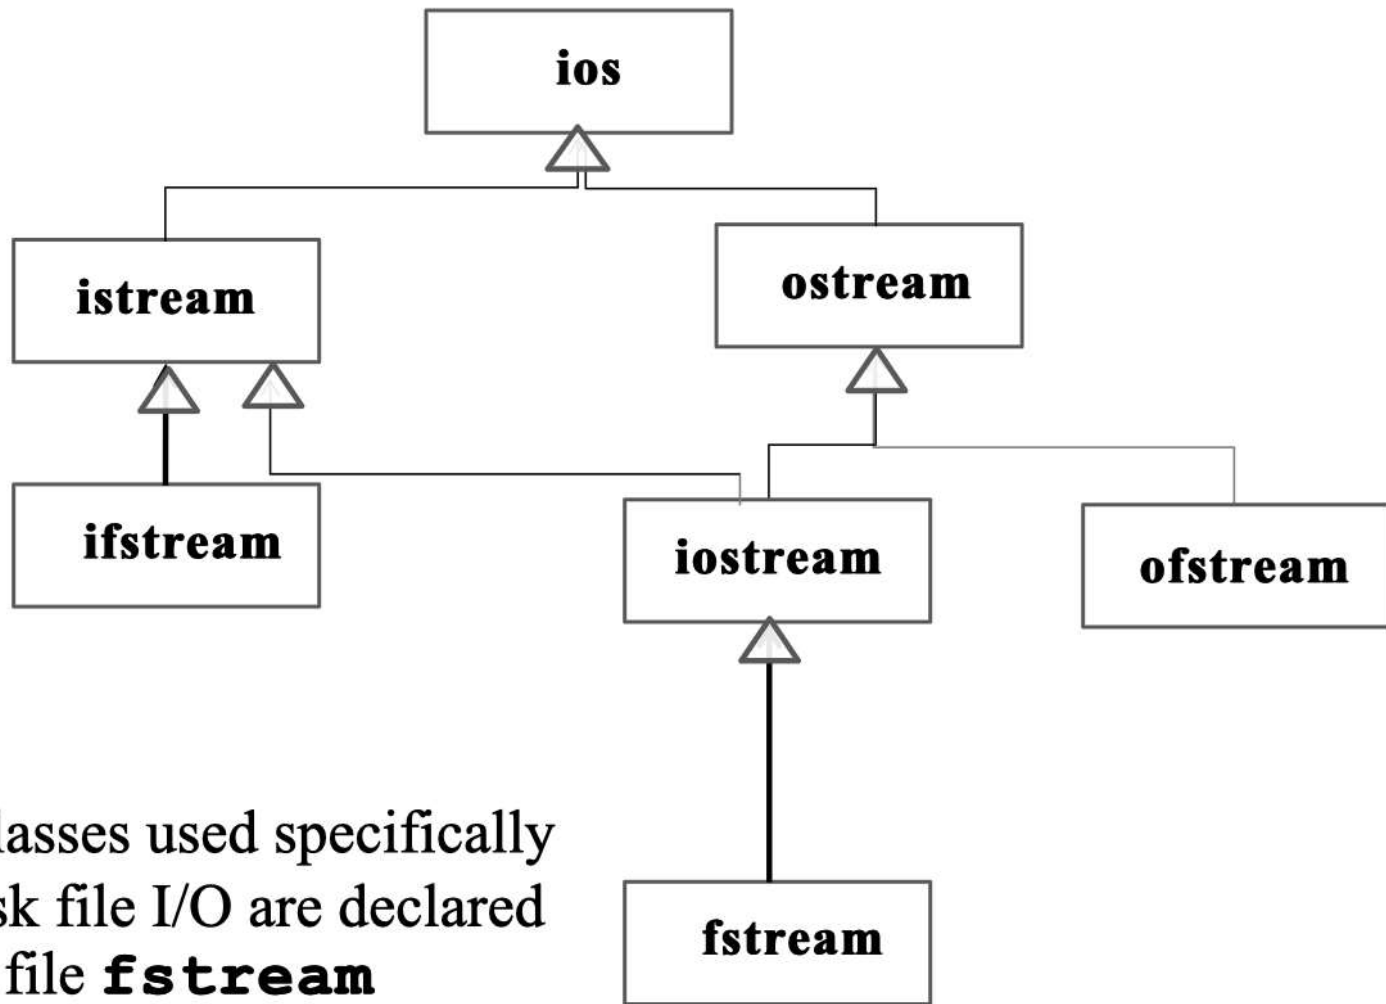 ios
istream
ostream
ifstream
iostream
ofstream
lasses used specifically
sk file I/O are declared
file fstream
fstream